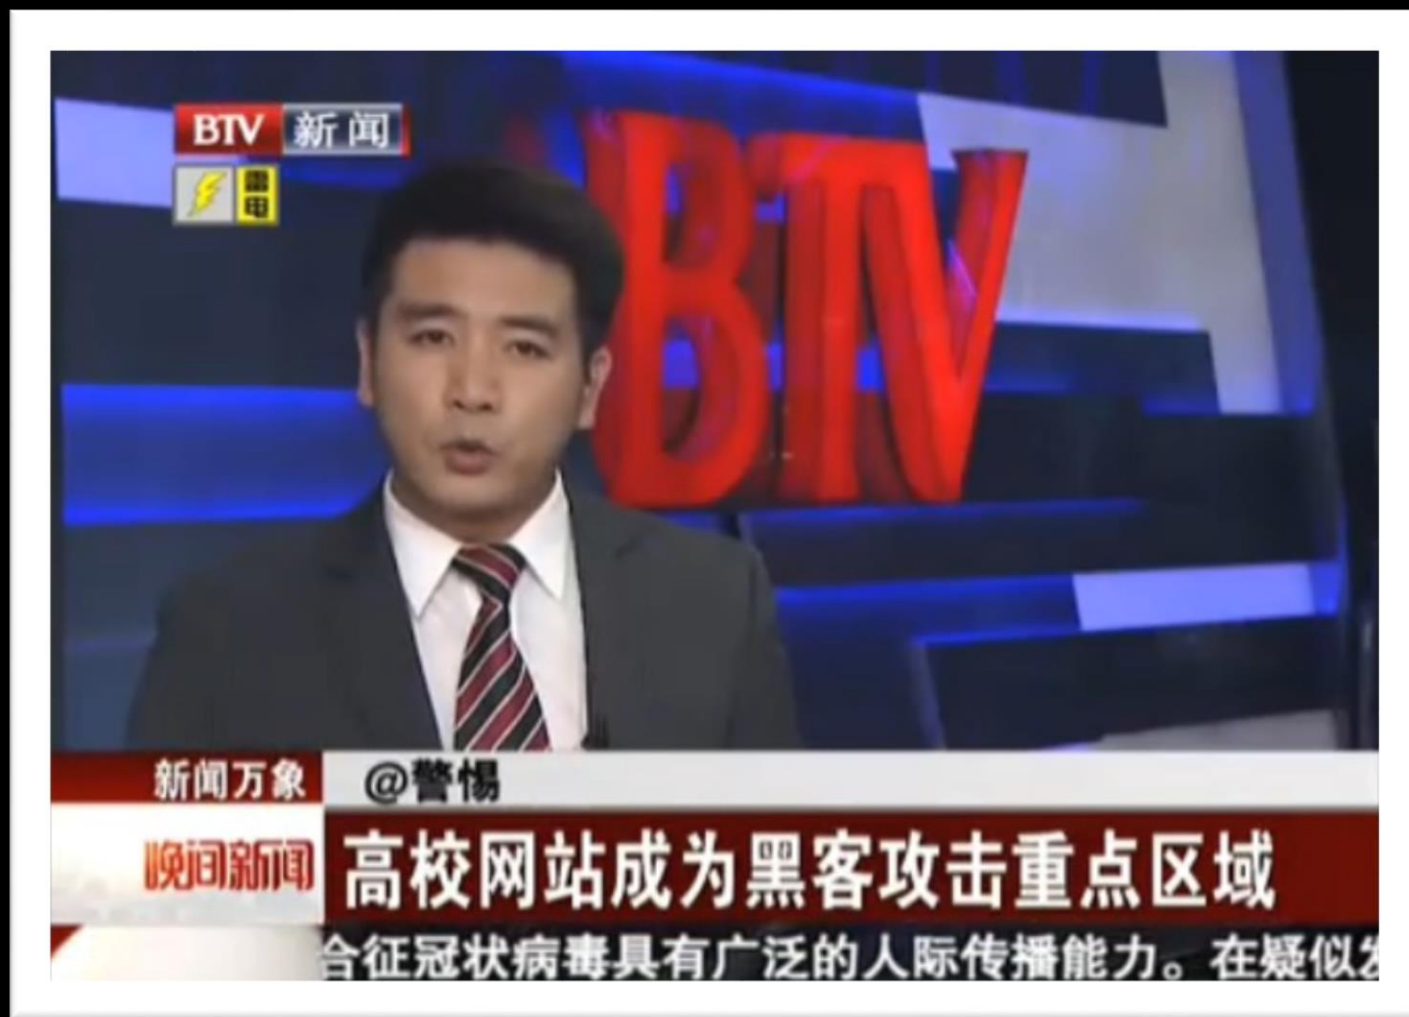 BTV 新闻
雷电
BTV
新闻万象
@警惕
晚间新闻
高校网站成为黑客攻击重点区域
合征冠状病毒具有广泛的人际传播能力。在疑似发